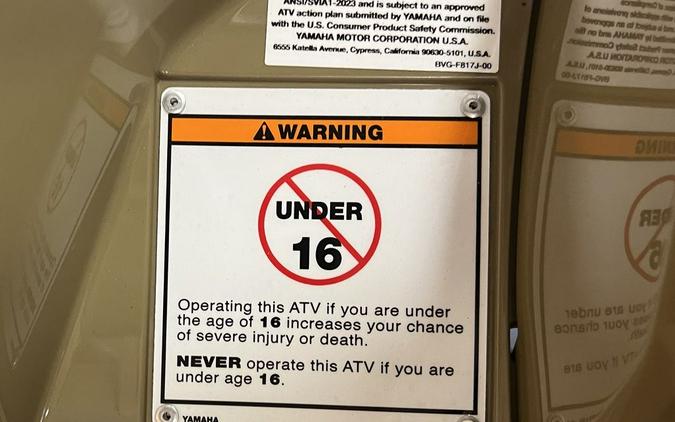 ANSI/SVIA1-2023 and is subject to an approved
ATV action plan submitted by YAMAHA and on file
with the U.S. Consumer Product Safety Commission.
YAMAHA MOTOR CORPORATION U.S.A.
6555 Katella Avenue, Cypress, California 90630-5101, U.S.A.
BVG-F817J-00
WARNING
UNDER
16
Operating this ATV if you are under
the age of 16 increases your chance
of severe injury or death.
NEVER operate this ATV if you are
under age 16.
YAMAHA